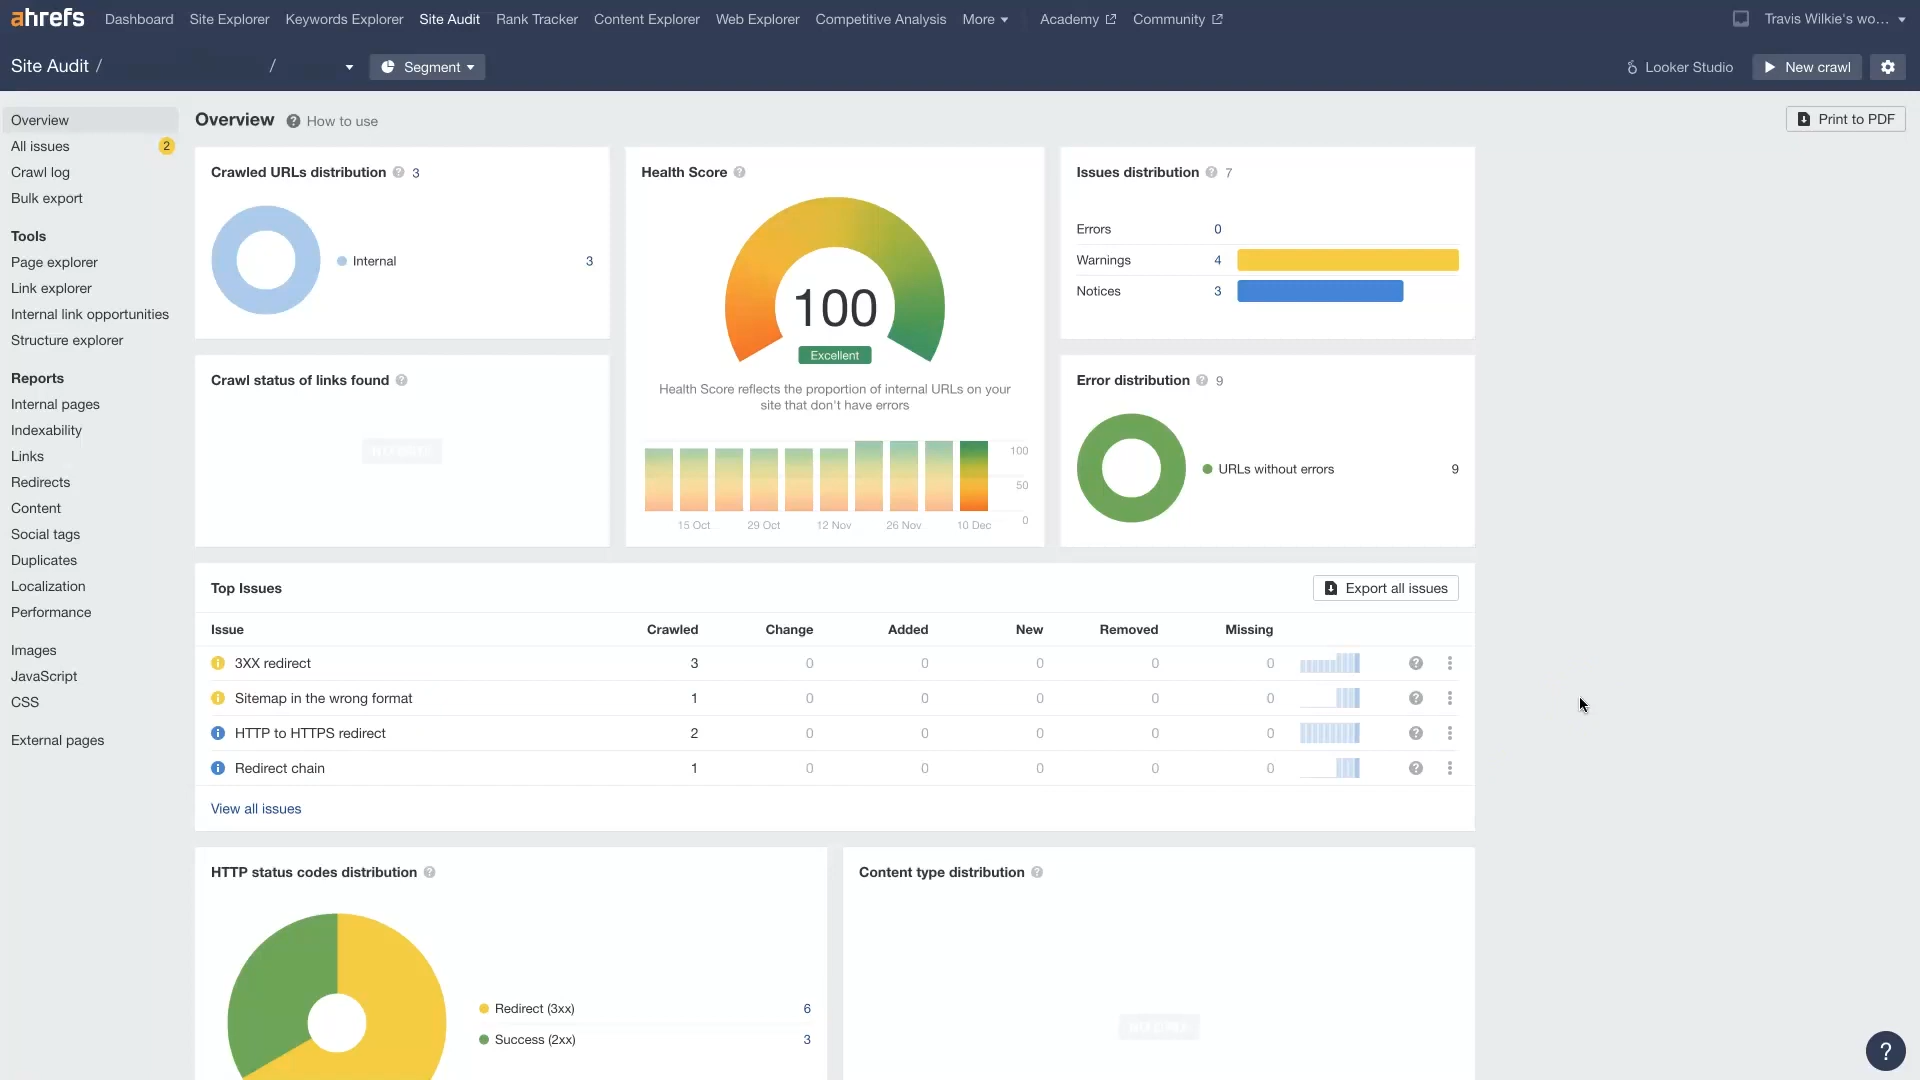 ahrefs Dashboard Site Explorer Keywords Explorer Site Audit Rank Tracker Content Explorer Web Explorer Competitive Analysis More Academy Community Travis Wilkie's wo...
Site Audit / / Segment Looker Studio New crawl
Overview
All issues 2
Crawl log
Bulk export
Tools
Page explorer
Link explorer
Internal link opportunities
Structure explorer
Reports
Internal pages
Indexability
Links
Redirects
Content
Social tags
Duplicates
Localization
Performance
Images
JavaScript
CSS
External pages
Overview ? How to use Print to PDF
Crawled URLs distribution ? 3
Internal 3
Crawl status of links found ?
Health Score ?
100
Excellent
Health Score reflects the proportion of internal URLs on your
site that don't have errors
100
50
0
15 Oct 29 Oct 12 Nov 26 Nov 10 Dec
Issues distribution ? 7
Errors 0
Warnings 4
Notices 3
Error distribution ? 9
URLs without errors 9
Top Issues Export all issues
Issue Crawled Change Added New Removed Missing
3XX redirect 3 0 0 0 0 0 ?
Sitemap in the wrong format 1 0 0 0 0 0 ?
HTTP to HTTPS redirect 2 0 0 0 0 0 ?
Redirect chain 1 0 0 0 0 0 ?
View all issues
HTTP status codes distribution ?
Redirect (3xx) 6
Success (2xx) 3
Content type distribution ?
?